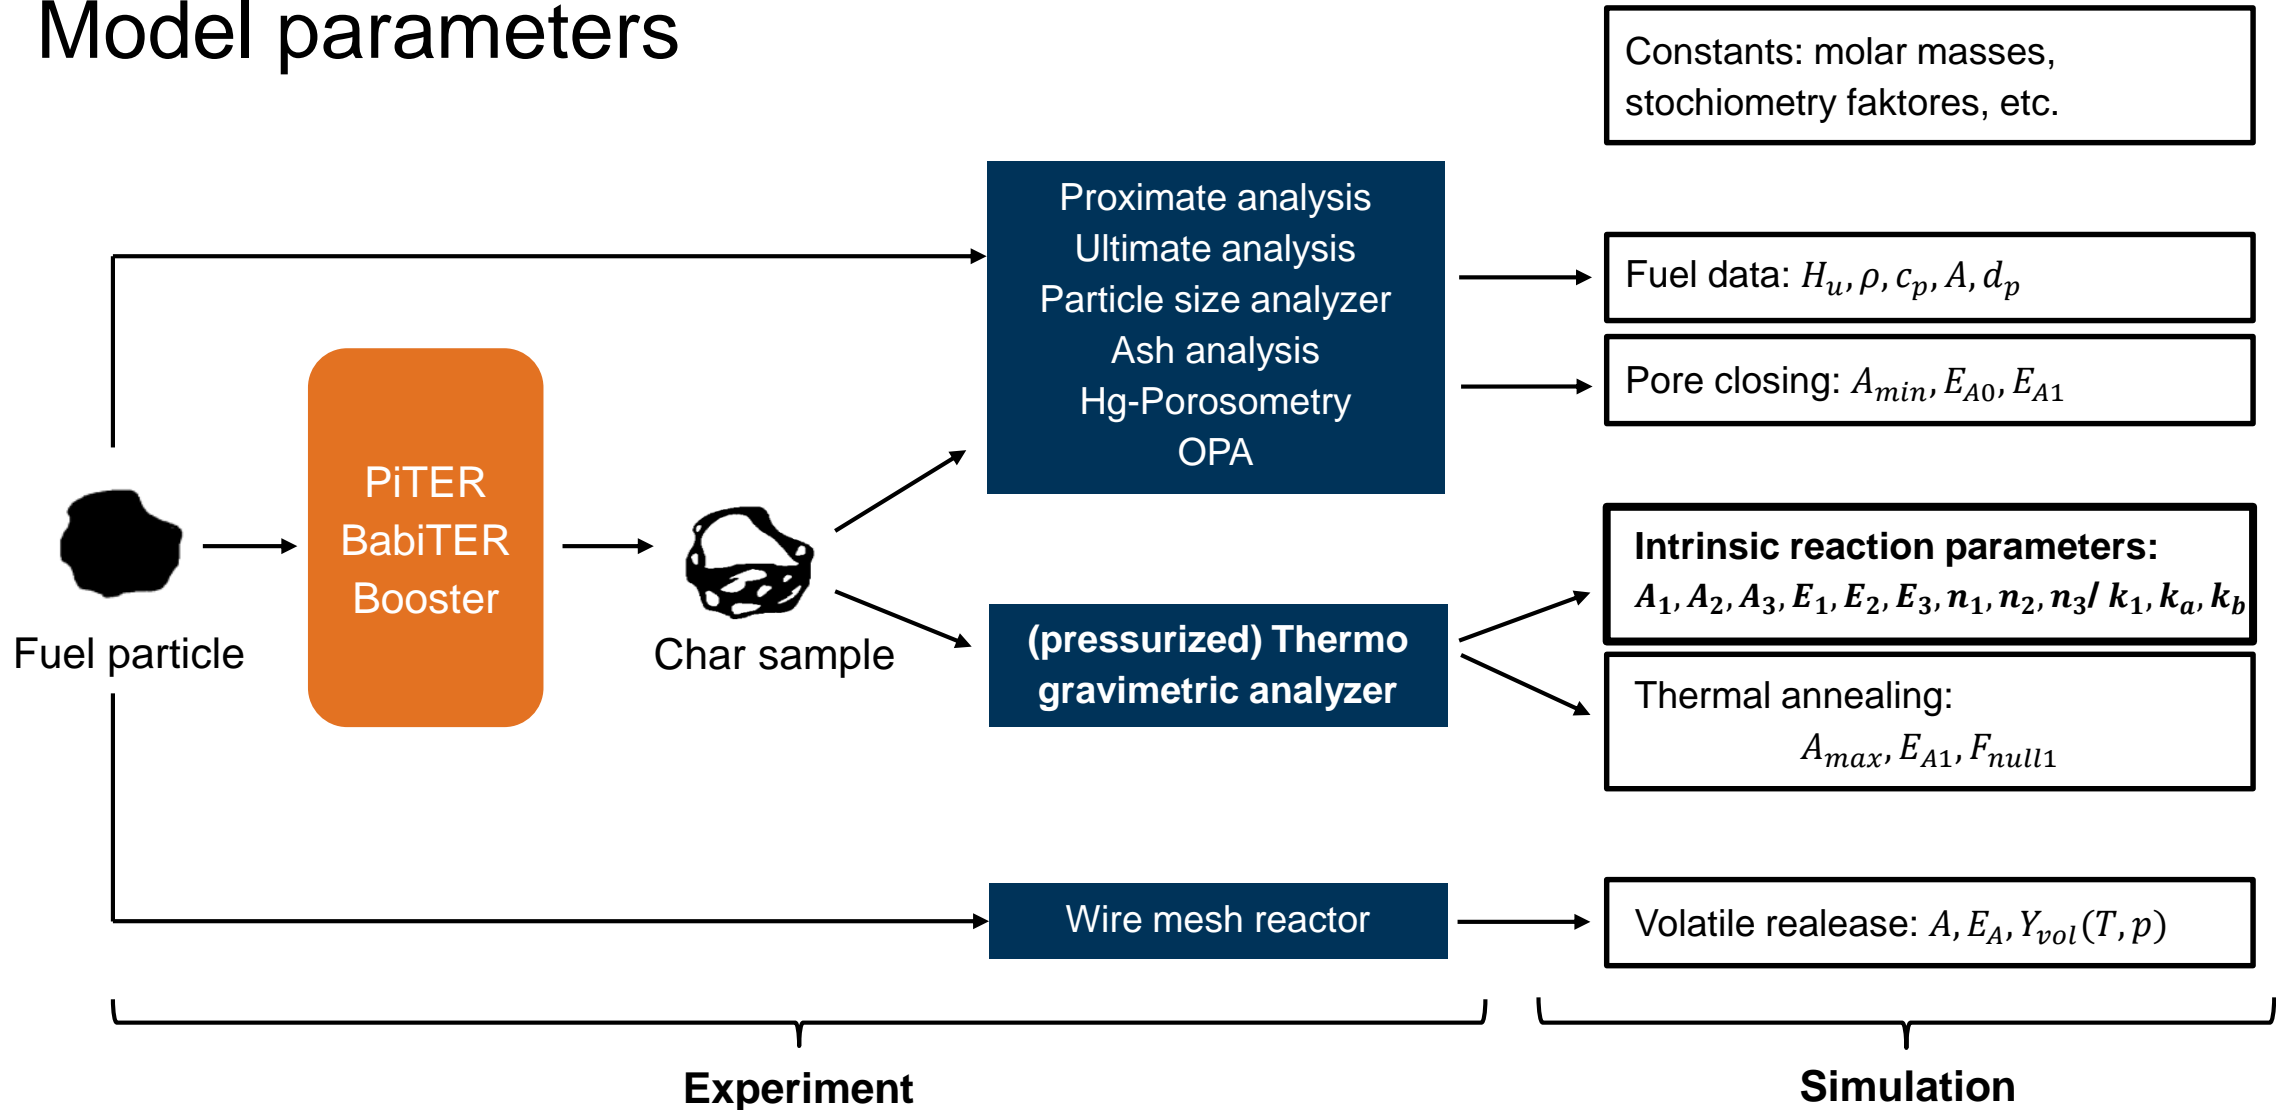 Model parameters
Constants: molar masses,
stochiometry faktores, etc.
Proximate analysis
Ultimate analysis
Particle size analyzer
Ash analysis
Hg-Porosometry
OPA
Fuel data: H_u, ρ, c_p, A, d_p
Pore closing: A_min, E_A0, E_A1
PiTER
BabiTER
Booster
Fuel particle
Char sample
(pressurized) Thermo
gravimetric analyzer
Intrinsic reaction parameters:
A_1, A_2, A_3, E_1, E_2, E_3, n_1, n_2, n_3/ k_1, k_a, k_b
Thermal annealing:
A_max, E_A1, F_null1
Wire mesh reactor
Volatile realease: A, E_A, Y_vol(T, p)
Experiment
Simulation